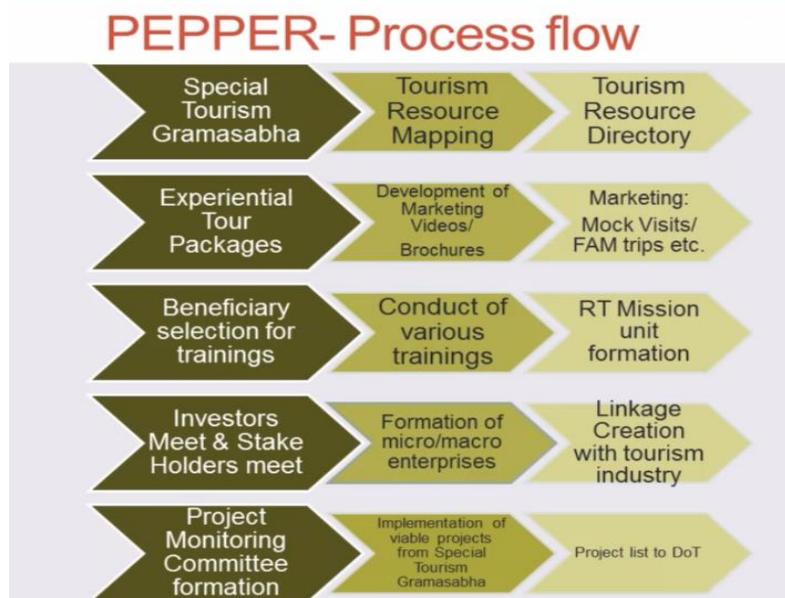 PEPPER- Process flow
Special
Tourism
Gramasabha
Tourism
Resource
Mapping
Tourism
Resource
Directory
Experiential
Tour
Packages
Development of
Marketing
Videos/
Brochures
Marketing:
Mock Visits/
FAM trips etc.
Beneficiary
selection for
trainings
Conduct of
various
trainings
RT Mission
unit
formation
Investors
Meet & Stake
Holders meet
Formation of
micro/macro
enterprises
Linkage
Creation
with tourism
industry
Project
Monitoring
Committee
formation
Implementation of
viable projects
from Special
Tourism
Gramasabha
Project list to DoT